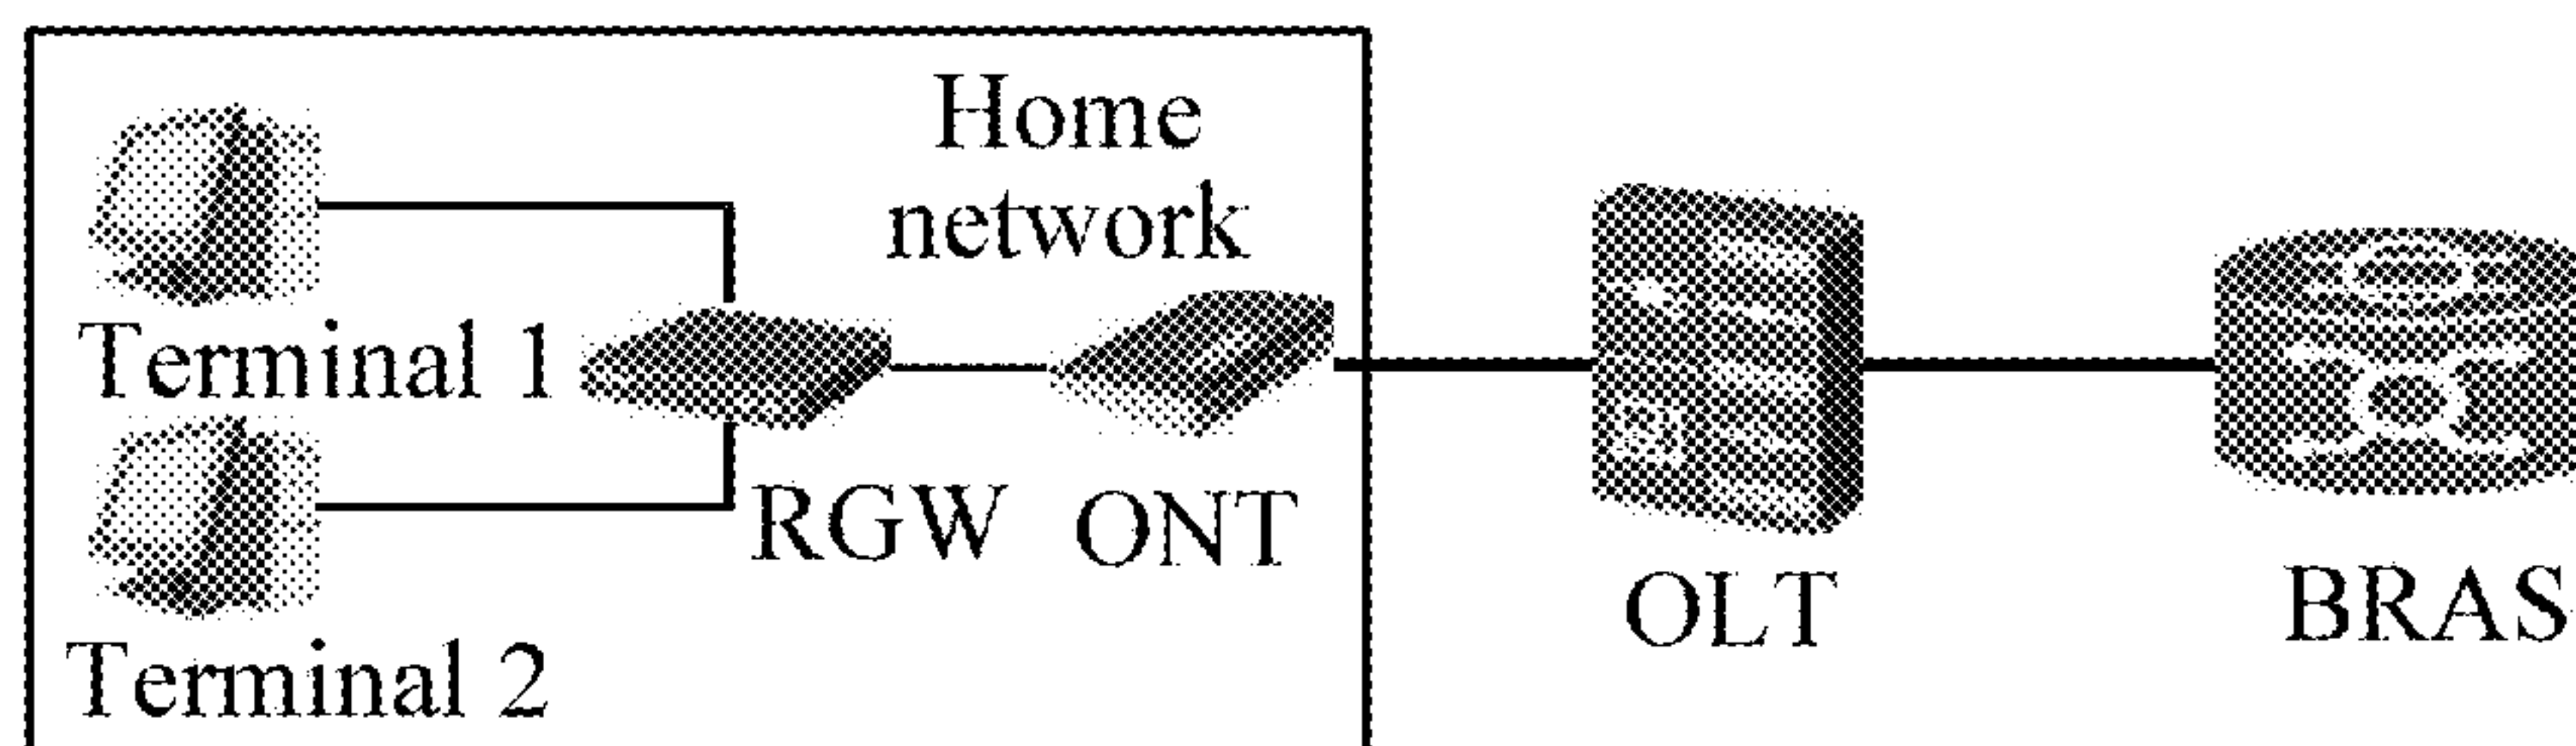 Home
network
Terminal 1
RGW
ONT
OLT
BRAS
Terminal 2